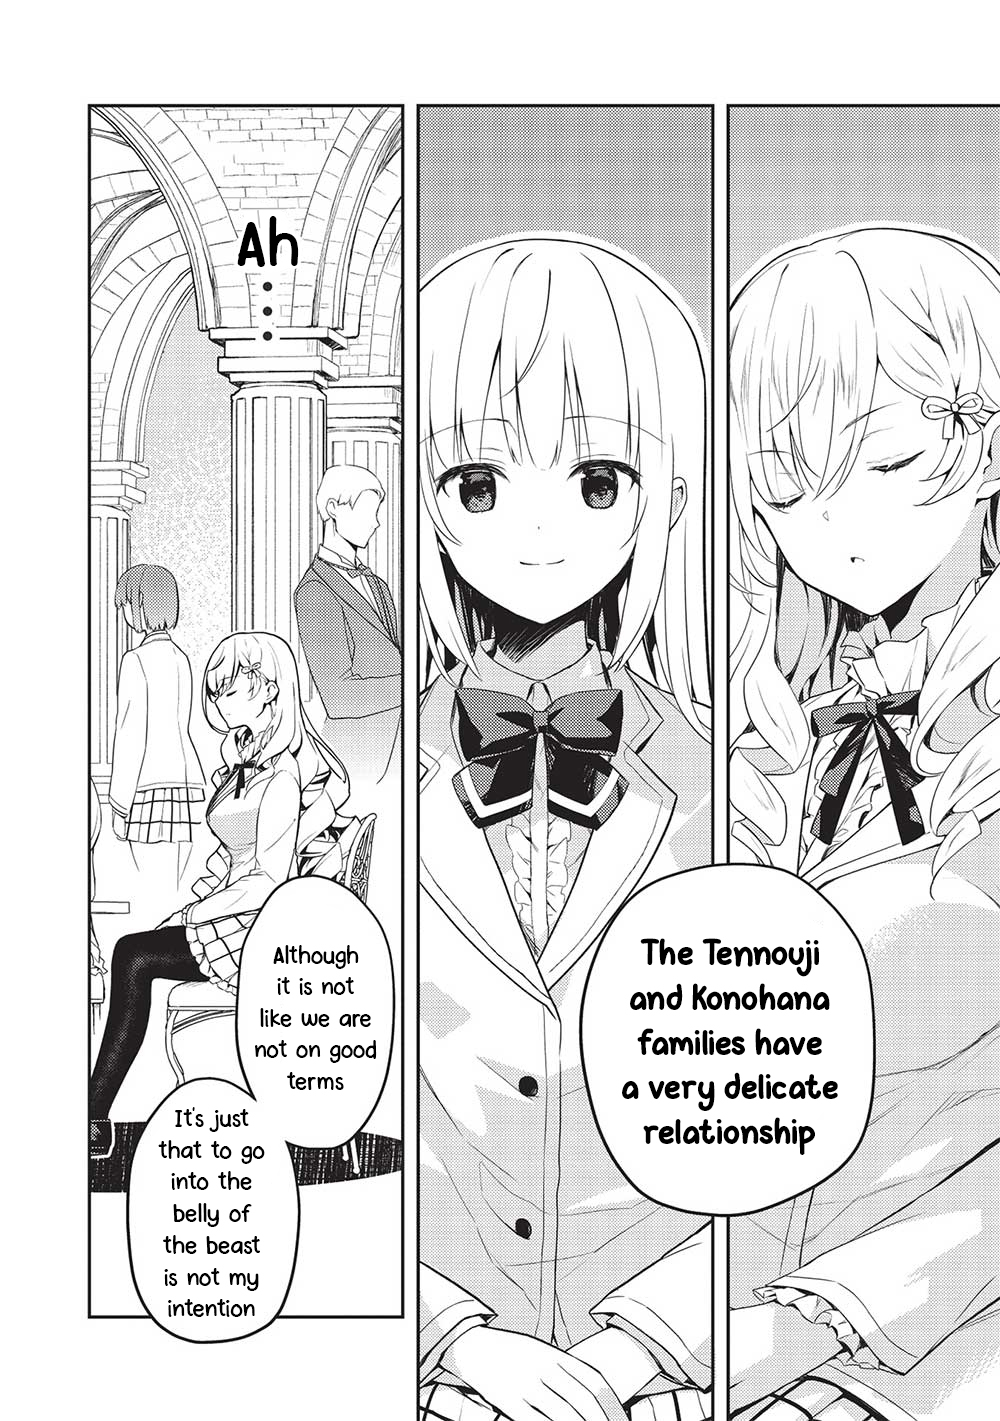 The Tennouji
and Konohana
families have
a very delicate
relationship
Ah
...
Although
it is not
like we are
not on good
terms
It's just
that to go
into the
belly of
the beast
is not my
intention